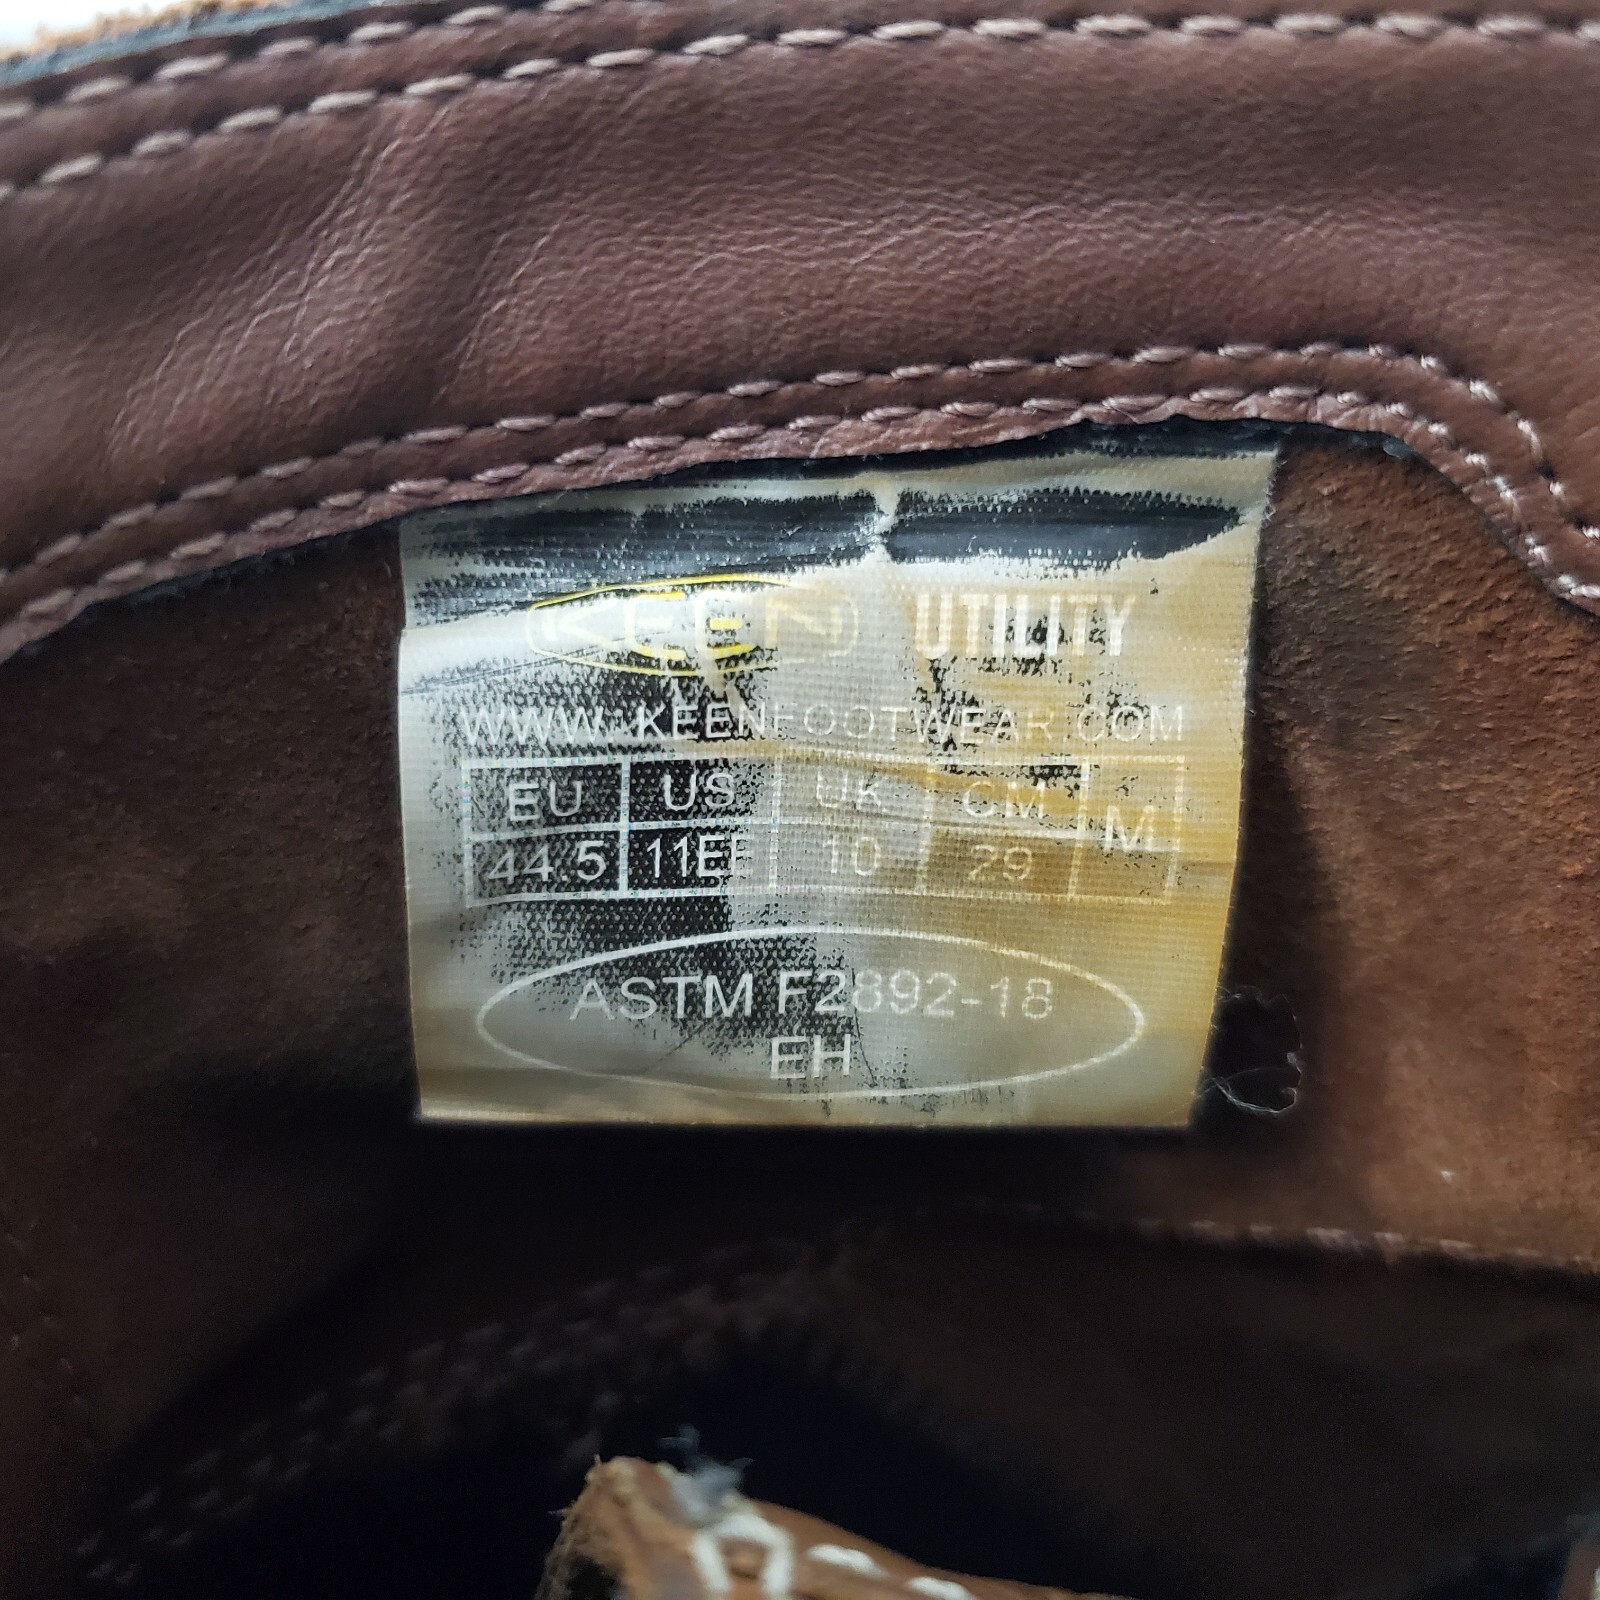 KEEN UTILITY
WWW.KEENFOOTWEAR.COM
EU US UK CM M
44.5 11EE 10 29
ASTM F2892-18
EH